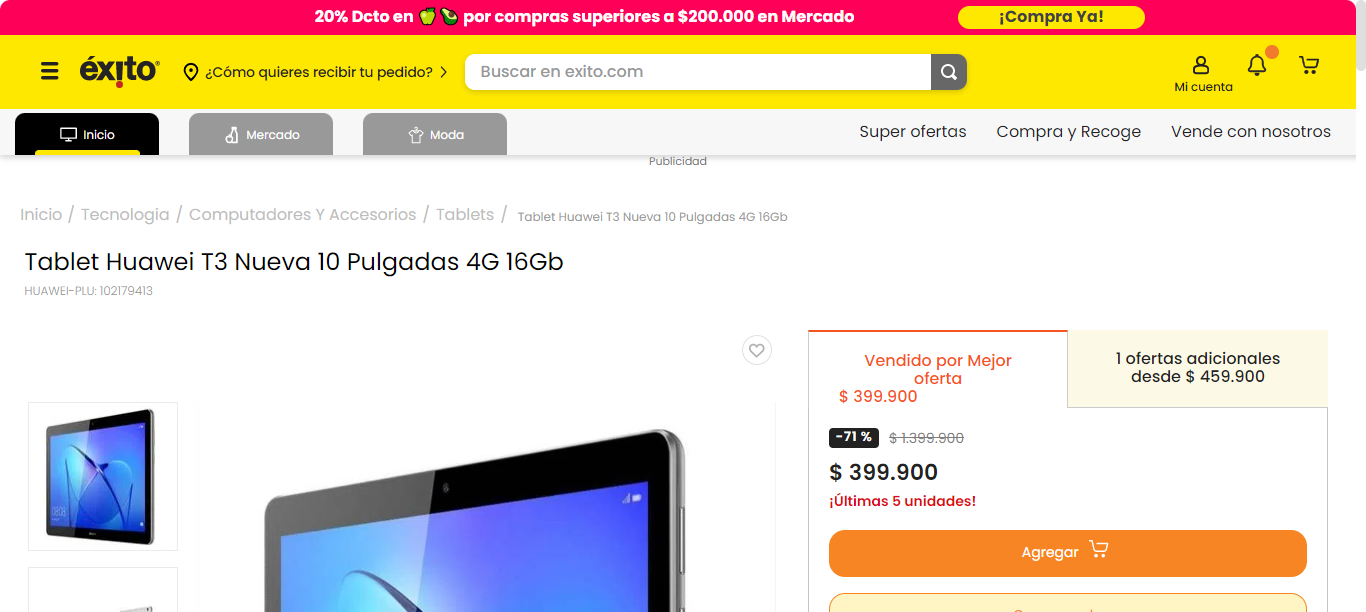 20% Dcto en 🍏🥑 por compras superiores a $200.000 en Mercado
¡Compra Ya!
éxito
¿Cómo quieres recibir tu pedido?
Buscar en exito.com
Mi cuenta
Inicio
Mercado
Moda
Super ofertas
Compra y Recoge
Vende con nosotros
Publicidad
Inicio / Tecnologia / Computadores Y Accesorios / Tablets / Tablet Huawei T3 Nueva 10 Pulgadas 4G 16Gb
Tablet Huawei T3 Nueva 10 Pulgadas 4G 16Gb
HUAWEI-PLU: 102179413
Vendido por Mejor
oferta
$ 399.900
1 ofertas adicionales
desde $ 459.900
-71 %
$ 1.399.900
$ 399.900
¡Últimas 5 unidades!
Agregar